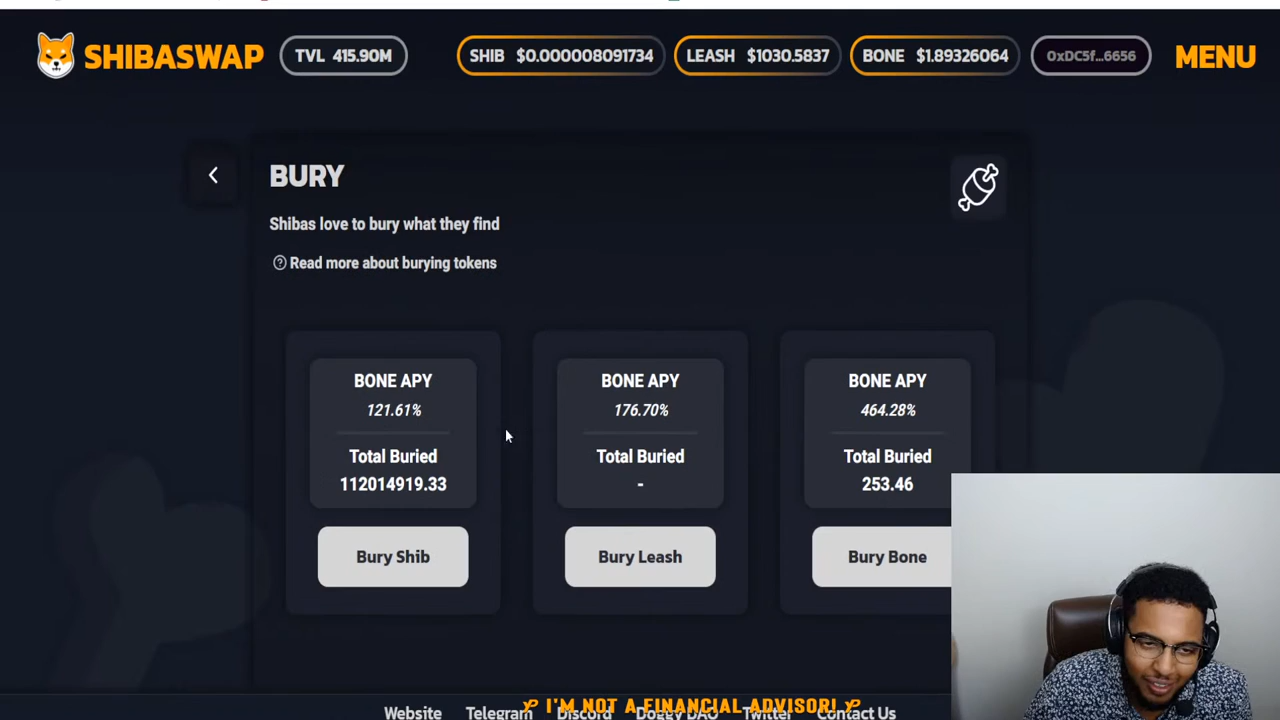 SHIBASWAP TVL 415.90M SHIB $0.000008091734 LEASH $1030.5837 BONE $1.89326064 0xDC5f...6656 MENU
BURY
Shibas love to bury what they find
Read more about burying tokens
BONE APY
121.61%
Total Buried
112014919.33
Bury Shib
BONE APY
176.70%
Total Buried
-
Bury Leash
BONE APY
464.28%
Total Buried
253.46
Bury Bone
I'M NOT A FINANCIAL ADVISOR!
Website Telegram Discord Doggy DAO Twitter Contact Us